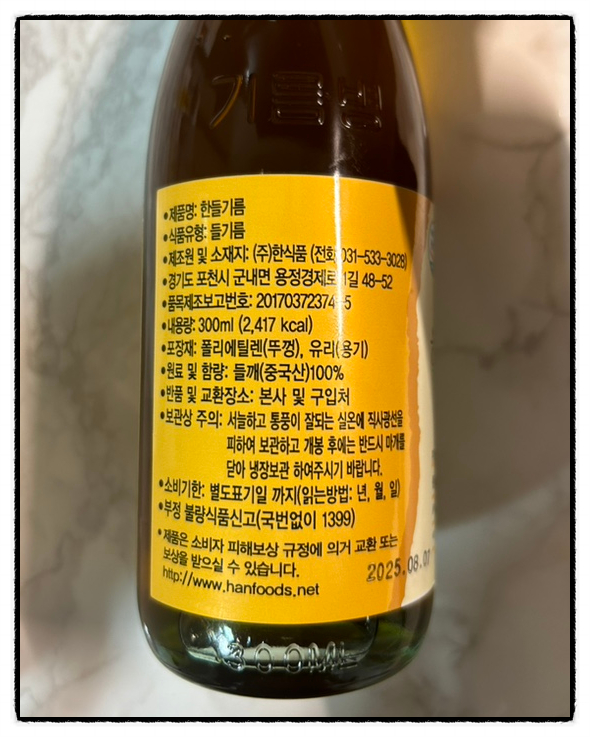 기름
• 제품명: 한들기름
• 식품유형: 들기름
• 제조원 및 소재지: (주)한식품 (전화 031-533-3028)
• 경기도 포천시 군내면 용정경제로1길 48-52
• 품목제조보고번호:
• 내용량: 300ml (2,417 kcal)
• 포장재: 폴리에틸렌(뚜껑), 유리(용기)
• 원료 및 함량: 들깨(중국산)100%
• 반품 및 교환장소: 본사 및 구입처
• 보관상 주의: 서늘하고 통풍이 잘되는 실온에 직사광선을
피하여 보관하고 개봉 후에는 반드시 마개를
닫아 냉장보관 하여주시기 바랍니다.
• 소비기한: 별도표기일 까지(읽는방법: 년, 월, 일)
• 부정 불량식품신고(국번없이 1399)
• 제품은 소비자 피해보상 규정에 의거 교환 또는
보상을 받으실 수 있습니다.
http://www.hanfoods.net
2025.08.07
300ML